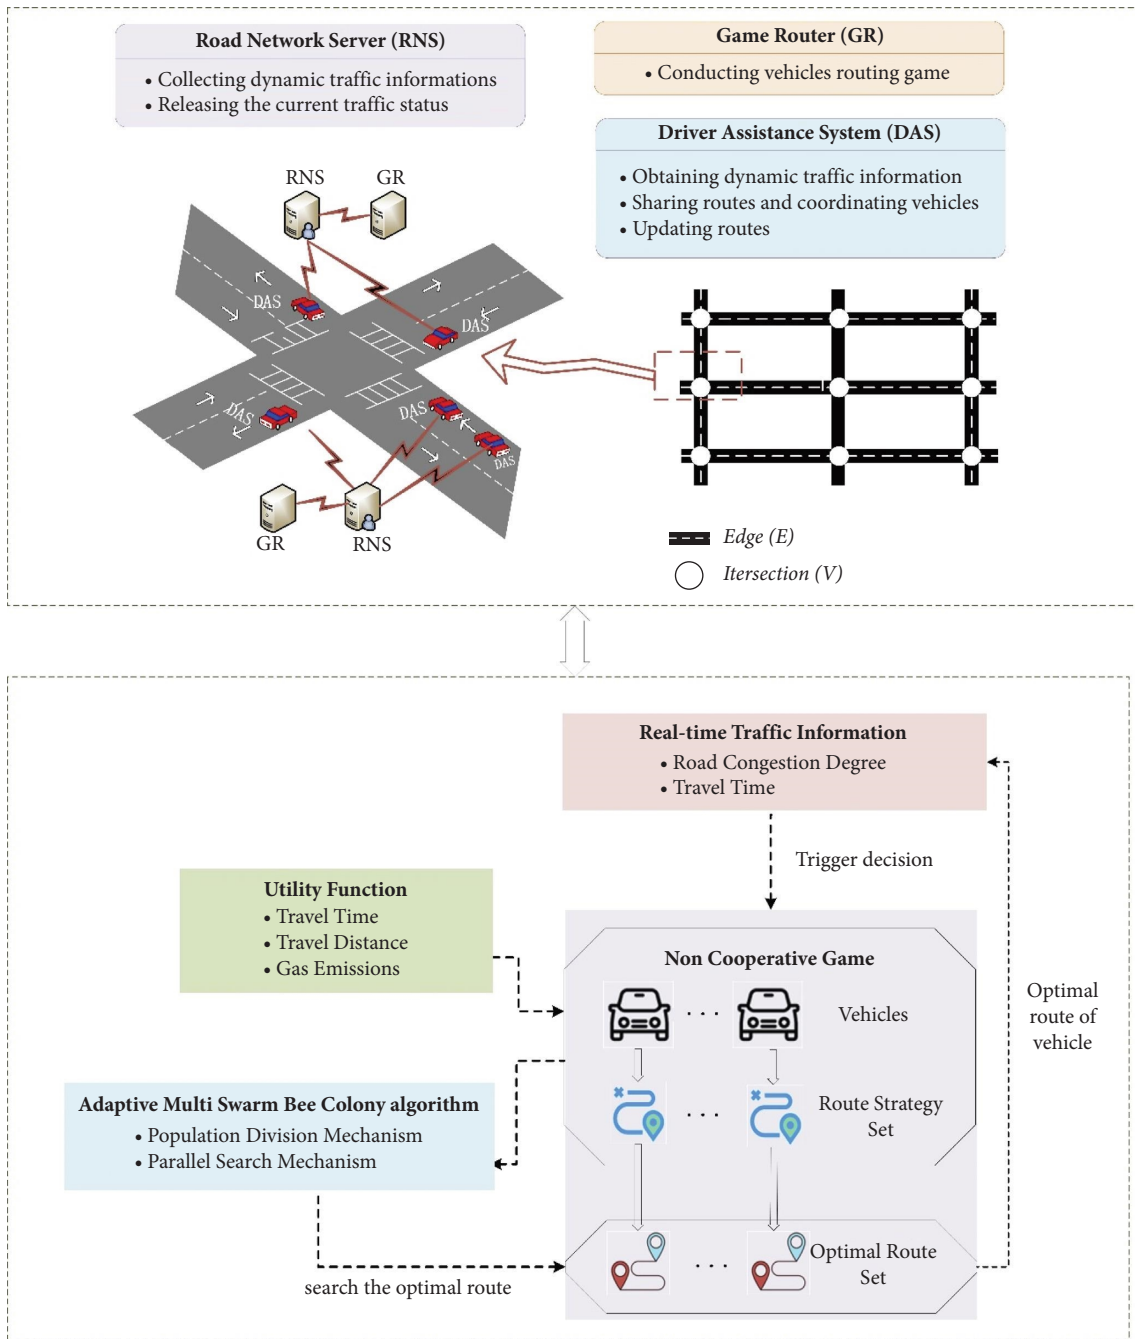 Road Network Server (RNS)
• Collecting dynamic traffic informations
• Releasing the current traffic status
Game Router (GR)
• Conducting vehicles routing game
Driver Assistance System (DAS)
• Obtaining dynamic traffic information
• Sharing routes and coordinating vehicles
• Updating routes
RNS
GR
DAS
DAS
DAS
DAS
DAS
GR
RNS
Edge (E)
Itersection (V)
Real-time Traffic Information
• Road Congestion Degree
• Travel Time
Trigger decision
Utility Function
• Travel Time
• Travel Distance
• Gas Emissions
Non Cooperative Game
Vehicles
Optimal
route of
vehicle
Adaptive Multi Swarm Bee Colony algorithm
• Population Division Mechanism
• Parallel Search Mechanism
Route Strategy
Set
Optimal Route
Set
search the optimal route